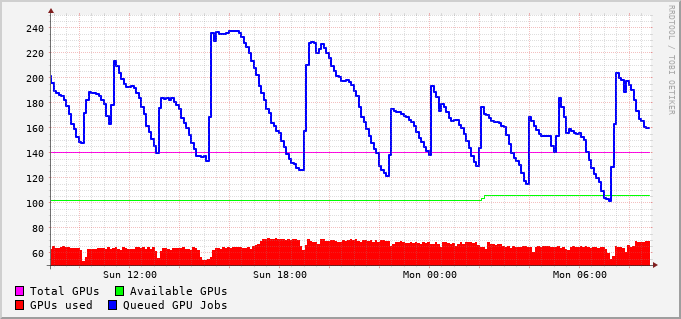 RRDTOOL / TOBI OETIKER
240
220
200
180
160
140
120
100
80
60
Sun 12:00 Sun 18:00 Mon 00:00 Mon 06:00
Total GPUs Available GPUs
GPUs used Queued GPU Jobs